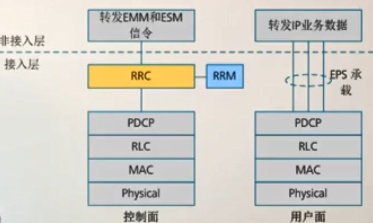 转发EMM和ESM
信令
转发IP业务数据
非接入层
接入层
RRC
RRM
EPS 承
载
PDCP
RLC
MAC
Physical
控制面
PDCP
RLC
MAC
Physical
用户面